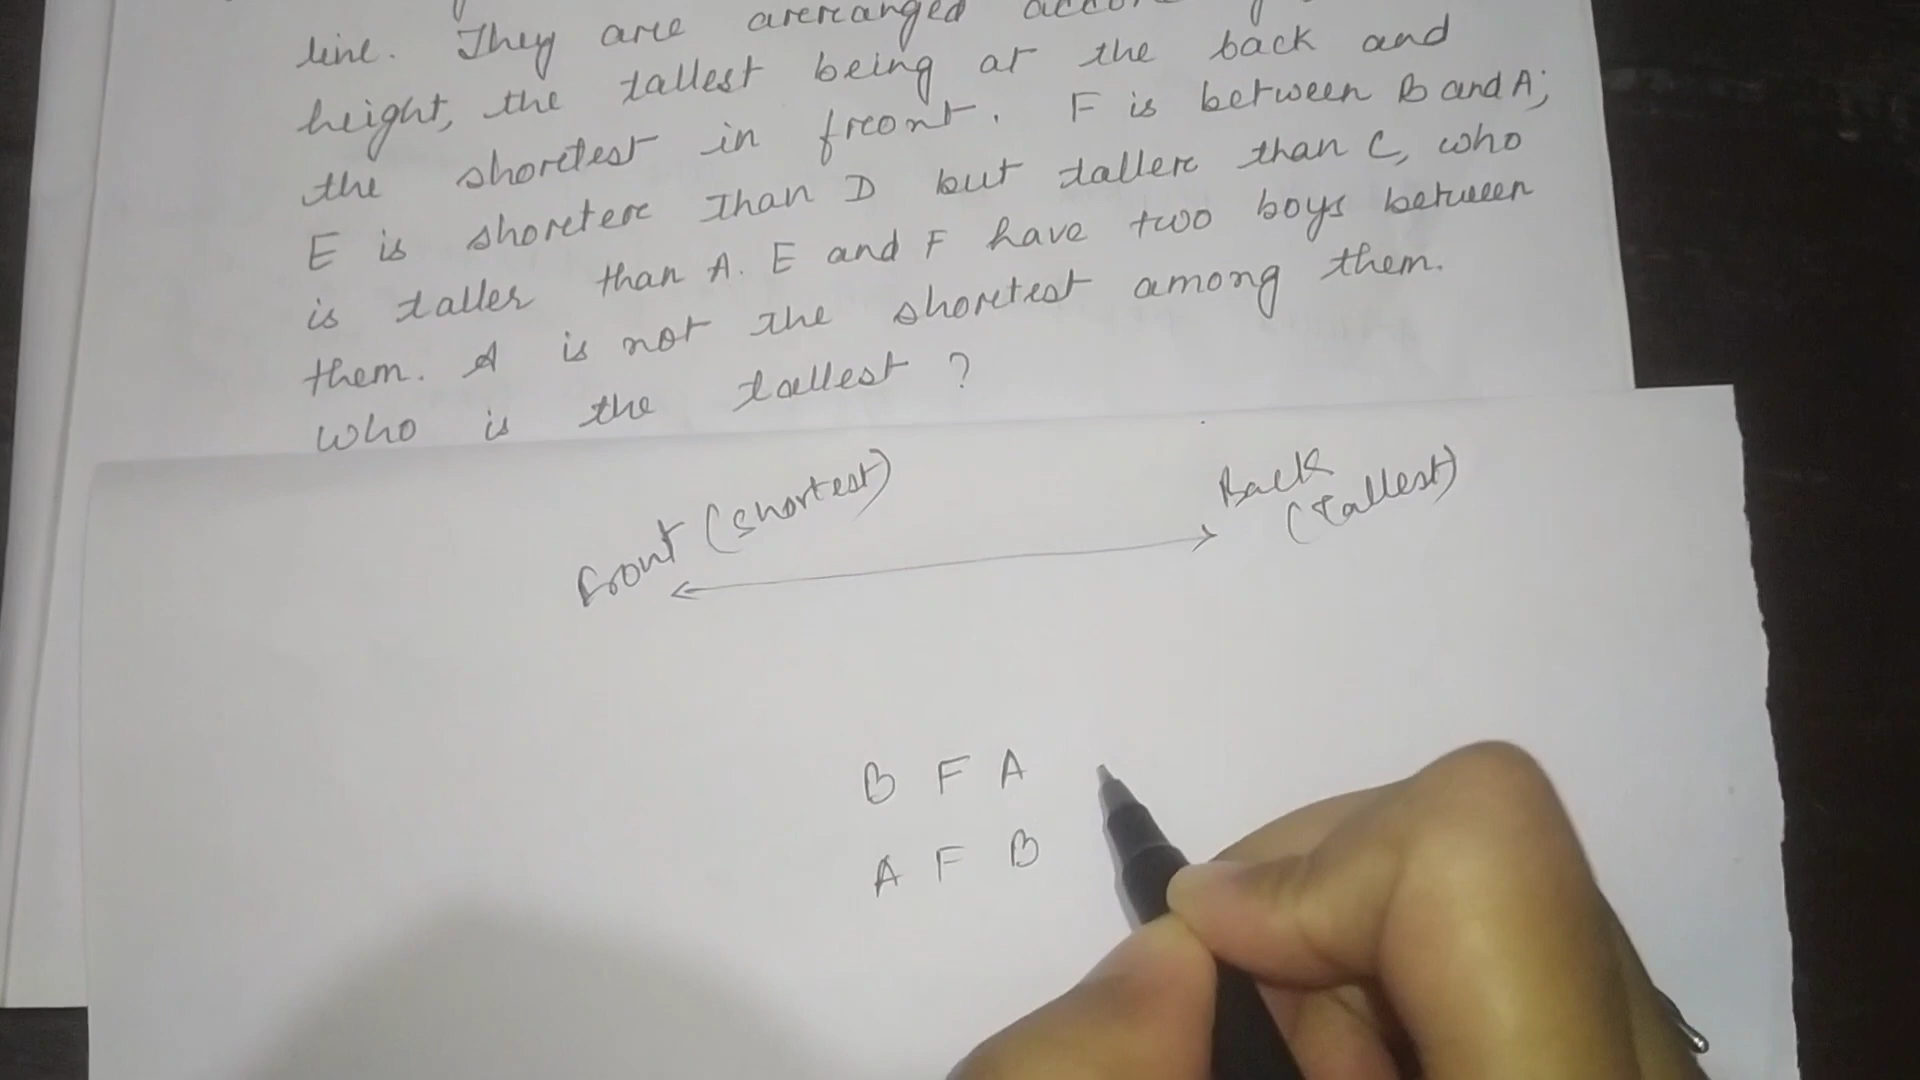 line. They are arranged
height, the tallest being at the back and
the shortest in front. F is between B and A;
E is shorter than D but taller than C, who
is taller than A. E and F have two boys between
them. A is not the shortest among them.
who is the tallest ?
Front (shortest)
Back
(tallest)
B F A
A F B